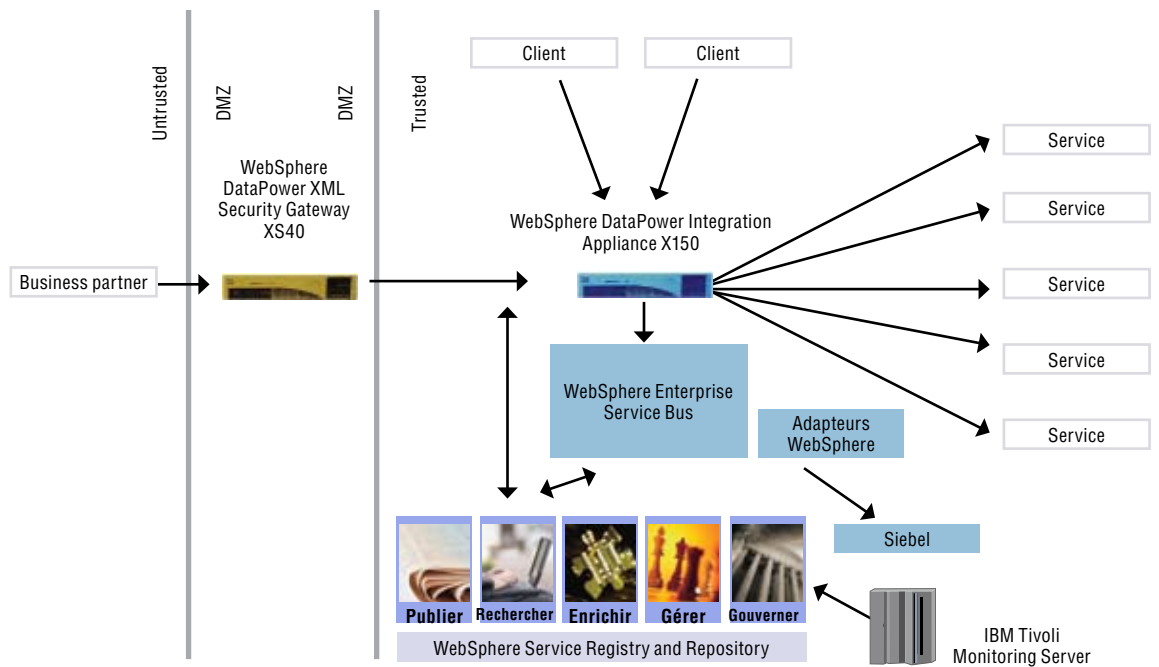 Client
Client
Untrusted
DMZ
DMZ
Trusted
WebSphere
DataPower XML
Security Gateway
XS40
WebSphere DataPower Integration
Appliance X150
Business partner
Service
Service
Service
Service
Service
WebSphere Enterprise
Service Bus
Adapteurs
WebSphere
Siebel
Publier
Rechercher
Enrichir
Gérer
Gouverner
WebSphere Service Registry and Repository
IBM Tivoli
Monitoring Server